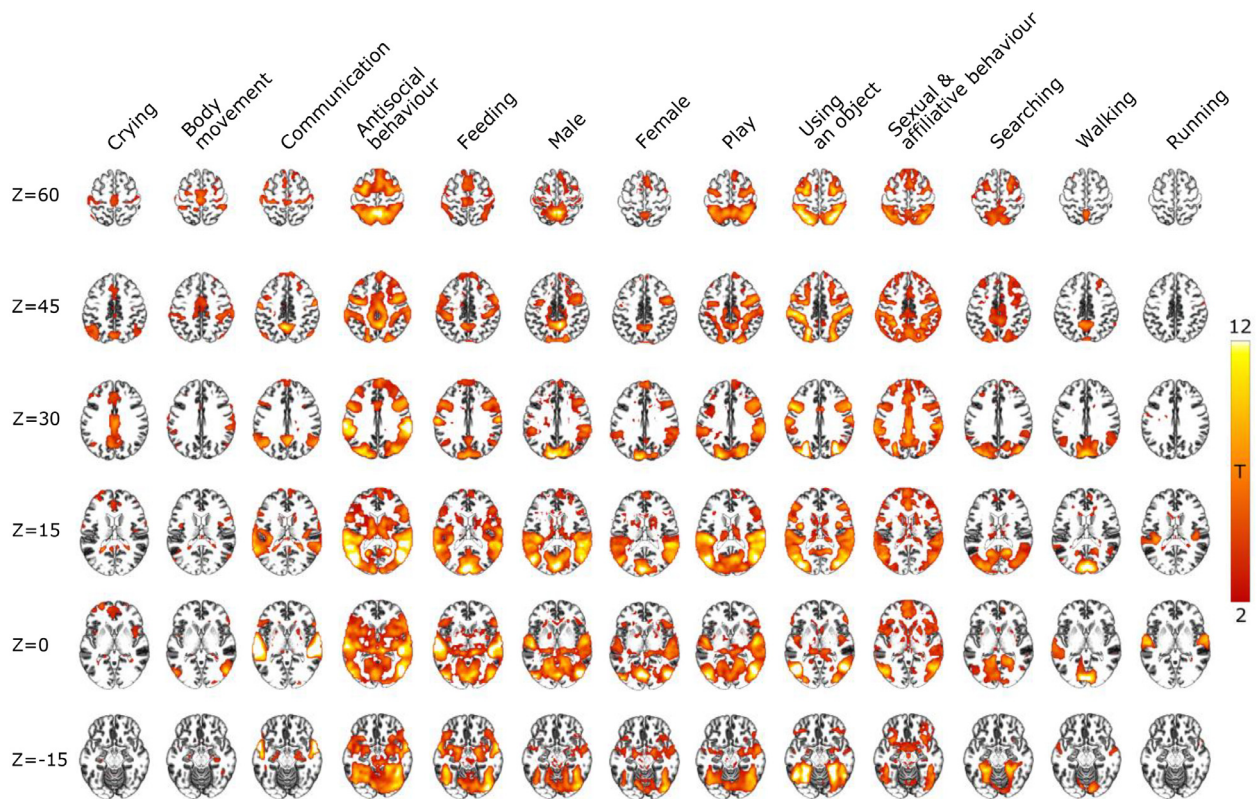 Crying
Body
movement
Communication
Antisocial
behaviour
Feeding
Male
Female
Play
Using
an object
Sexual &
affiliative behaviour
Searching
Walking
Running
Z=60
Z=45
Z=30
Z=15
Z=0
Z=-15
12
T
2